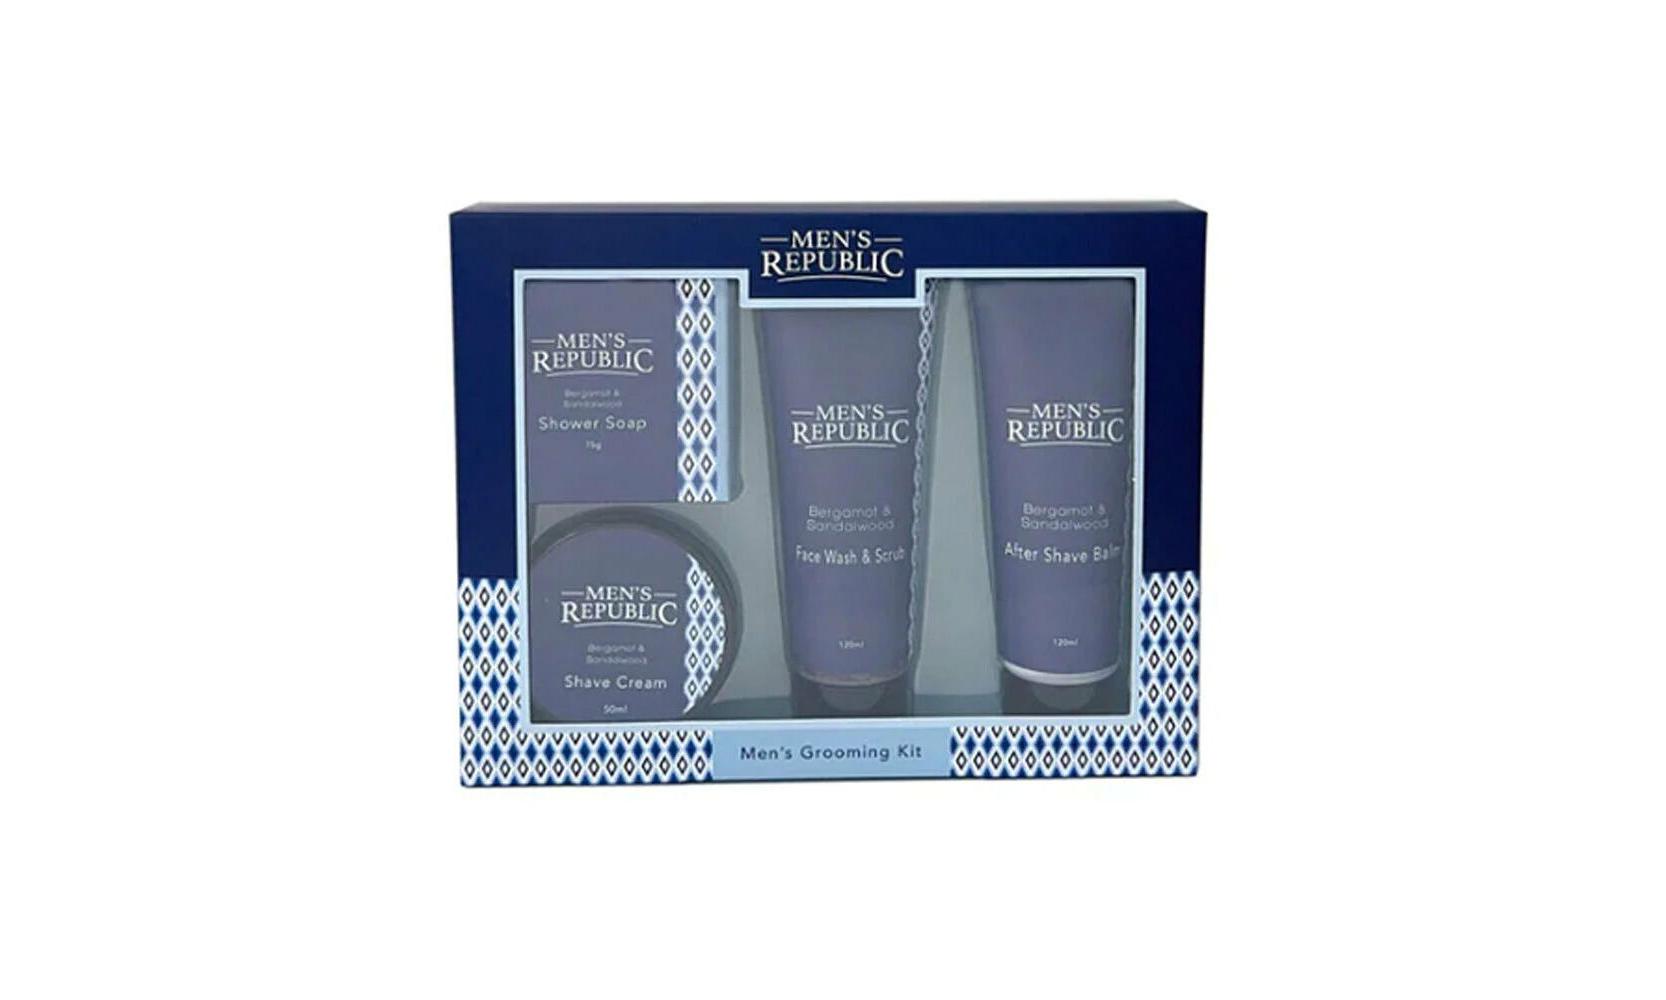 MEN'S
REPUBLIC
MEN'S
REPUBLIC
Bergamot &
Sandalwood
Shower Soap
75g
MEN'S
REPUBLIC
Bergamot &
Sandalwood
Shave Cream
50ml
MEN'S
REPUBLIC
Bergamot &
Sandalwood
Face Wash & Scrub
120ml
MEN'S
REPUBLIC
Bergamot &
Sandalwood
After Shave Balm
120ml
Men's Grooming Kit